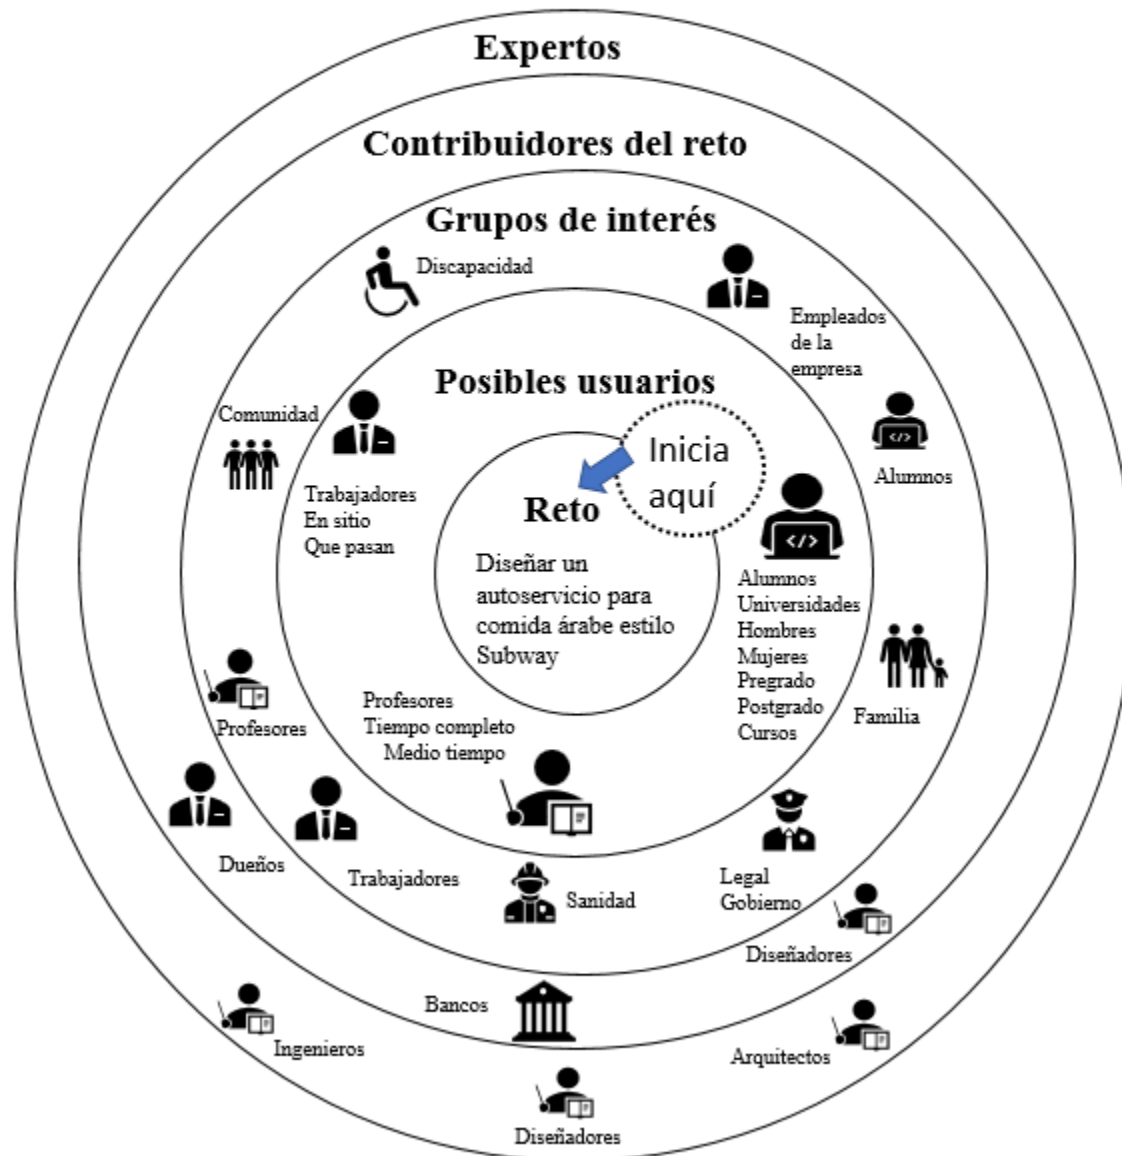 Expertos
Contribuidores del reto
Grupos de interés
Discapacidad
Empleados
de la
empresa
Posibles usuarios
Comunidad
Inicia
aquí
Alumnos
Trabajadores
En sitio
Que pasan
Reto
Diseñar un
autoservicio para
comida árabe estilo
Subway
</>
</>
Alumnos
Universidades
Hombres
Mujeres
Pregrado
Postgrado
Cursos
Familia
Profesores
Profesores
Tiempo completo
Medio tiempo
Dueños
Trabajadores
Sanidad
Legal
Gobierno
Diseñadores
Bancos
Ingenieros
Arquitectos
Diseñadores